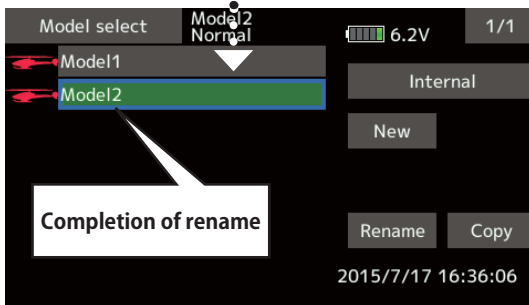 Model select
Model2
Normal
6.2V
1/1
Model1
Internal
Model2
New
Completion of rename
Rename
Copy
2015/7/17 16:36:06